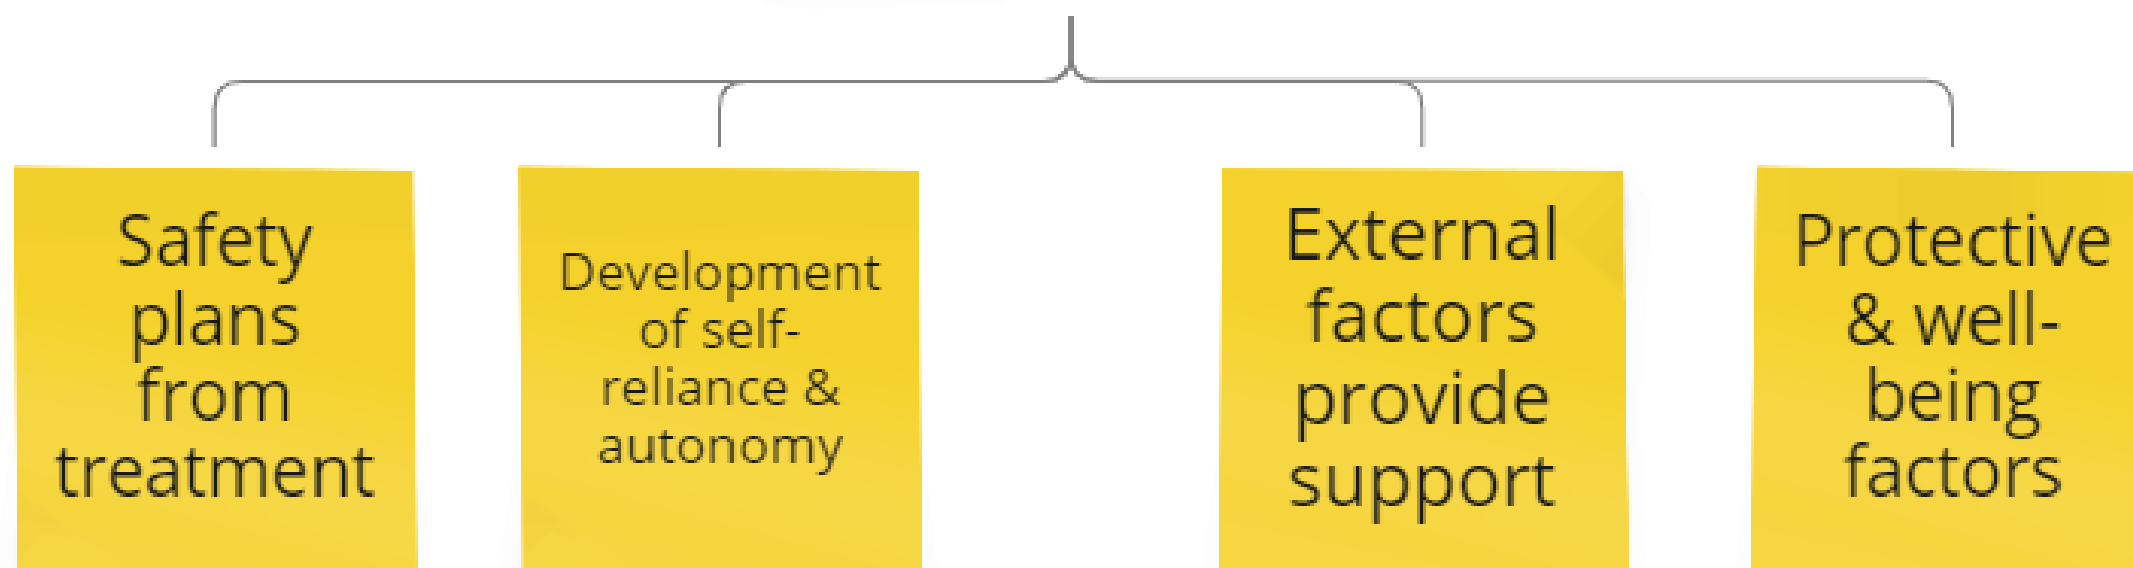 Safety
plans
from
treatment
Development
of self-
reliance &
autonomy
External
factors
provide
support
Protective
& well-
being
factors